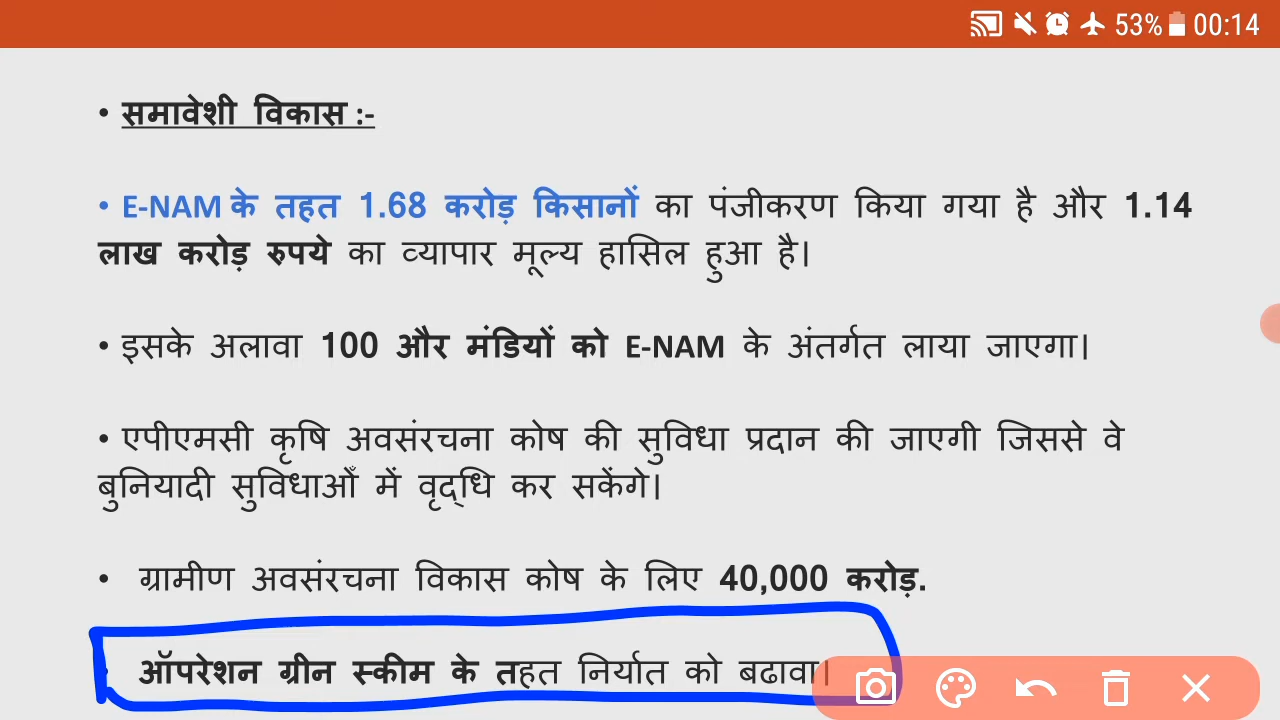 53% 00:14
• समावेशी विकास :-
• E-NAM के तहत 1.68 करोड़ किसानों का पंजीकरण किया गया है और 1.14
लाख करोड़ रुपये का व्यापार मूल्य हासिल हुआ है।
• इसके अलावा 100 और मंडियों को E-NAM के अंतर्गत लाया जाएगा।
• एपीएमसी कृषि अवसंरचना कोष की सुविधा प्रदान की जाएगी जिससे वे
बुनियादी सुविधाओँ में वृद्धि कर सकेंगे।
• ग्रामीण अवसंरचना विकास कोष के लिए 40,000 करोड़.
• ऑपरेशन ग्रीन स्कीम के तहत निर्यात को बढावा।